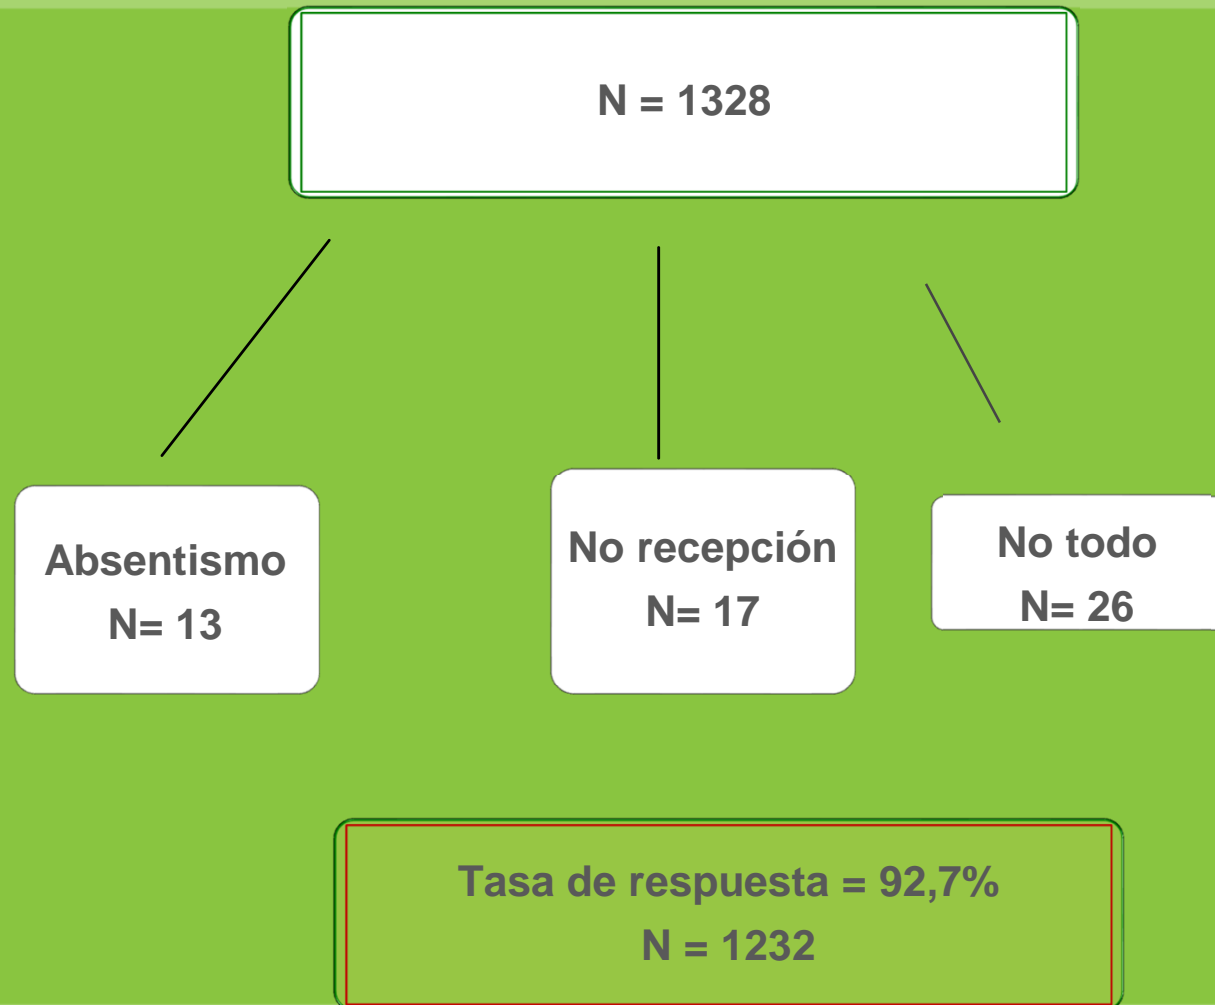 N = 1328
Absentismo
N= 13
No recepción
N= 17
No todo
N= 26
Tasa de respuesta = 92,7%
N = 1232